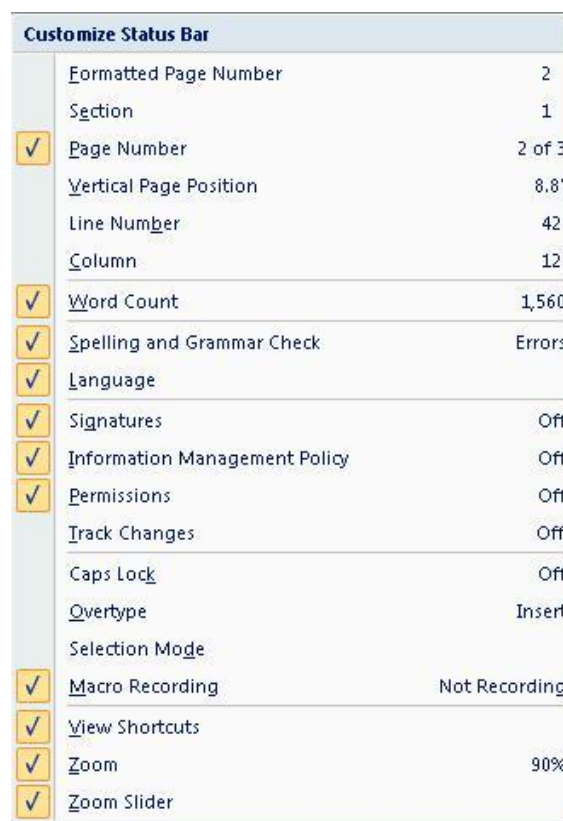 Customize Status Bar
Formatted Page Number 2
Section 1
Page Number 2 of 3
Vertical Page Position 8.8"
Line Number 42
Column 12
Word Count 1,560
Spelling and Grammar Check Errors
Language
Signatures Off
Information Management Policy Off
Permissions Off
Track Changes Off
Caps Lock Off
Overtype Insert
Selection Mode
Macro Recording Not Recording
View Shortcuts
Zoom 90%
Zoom Slider